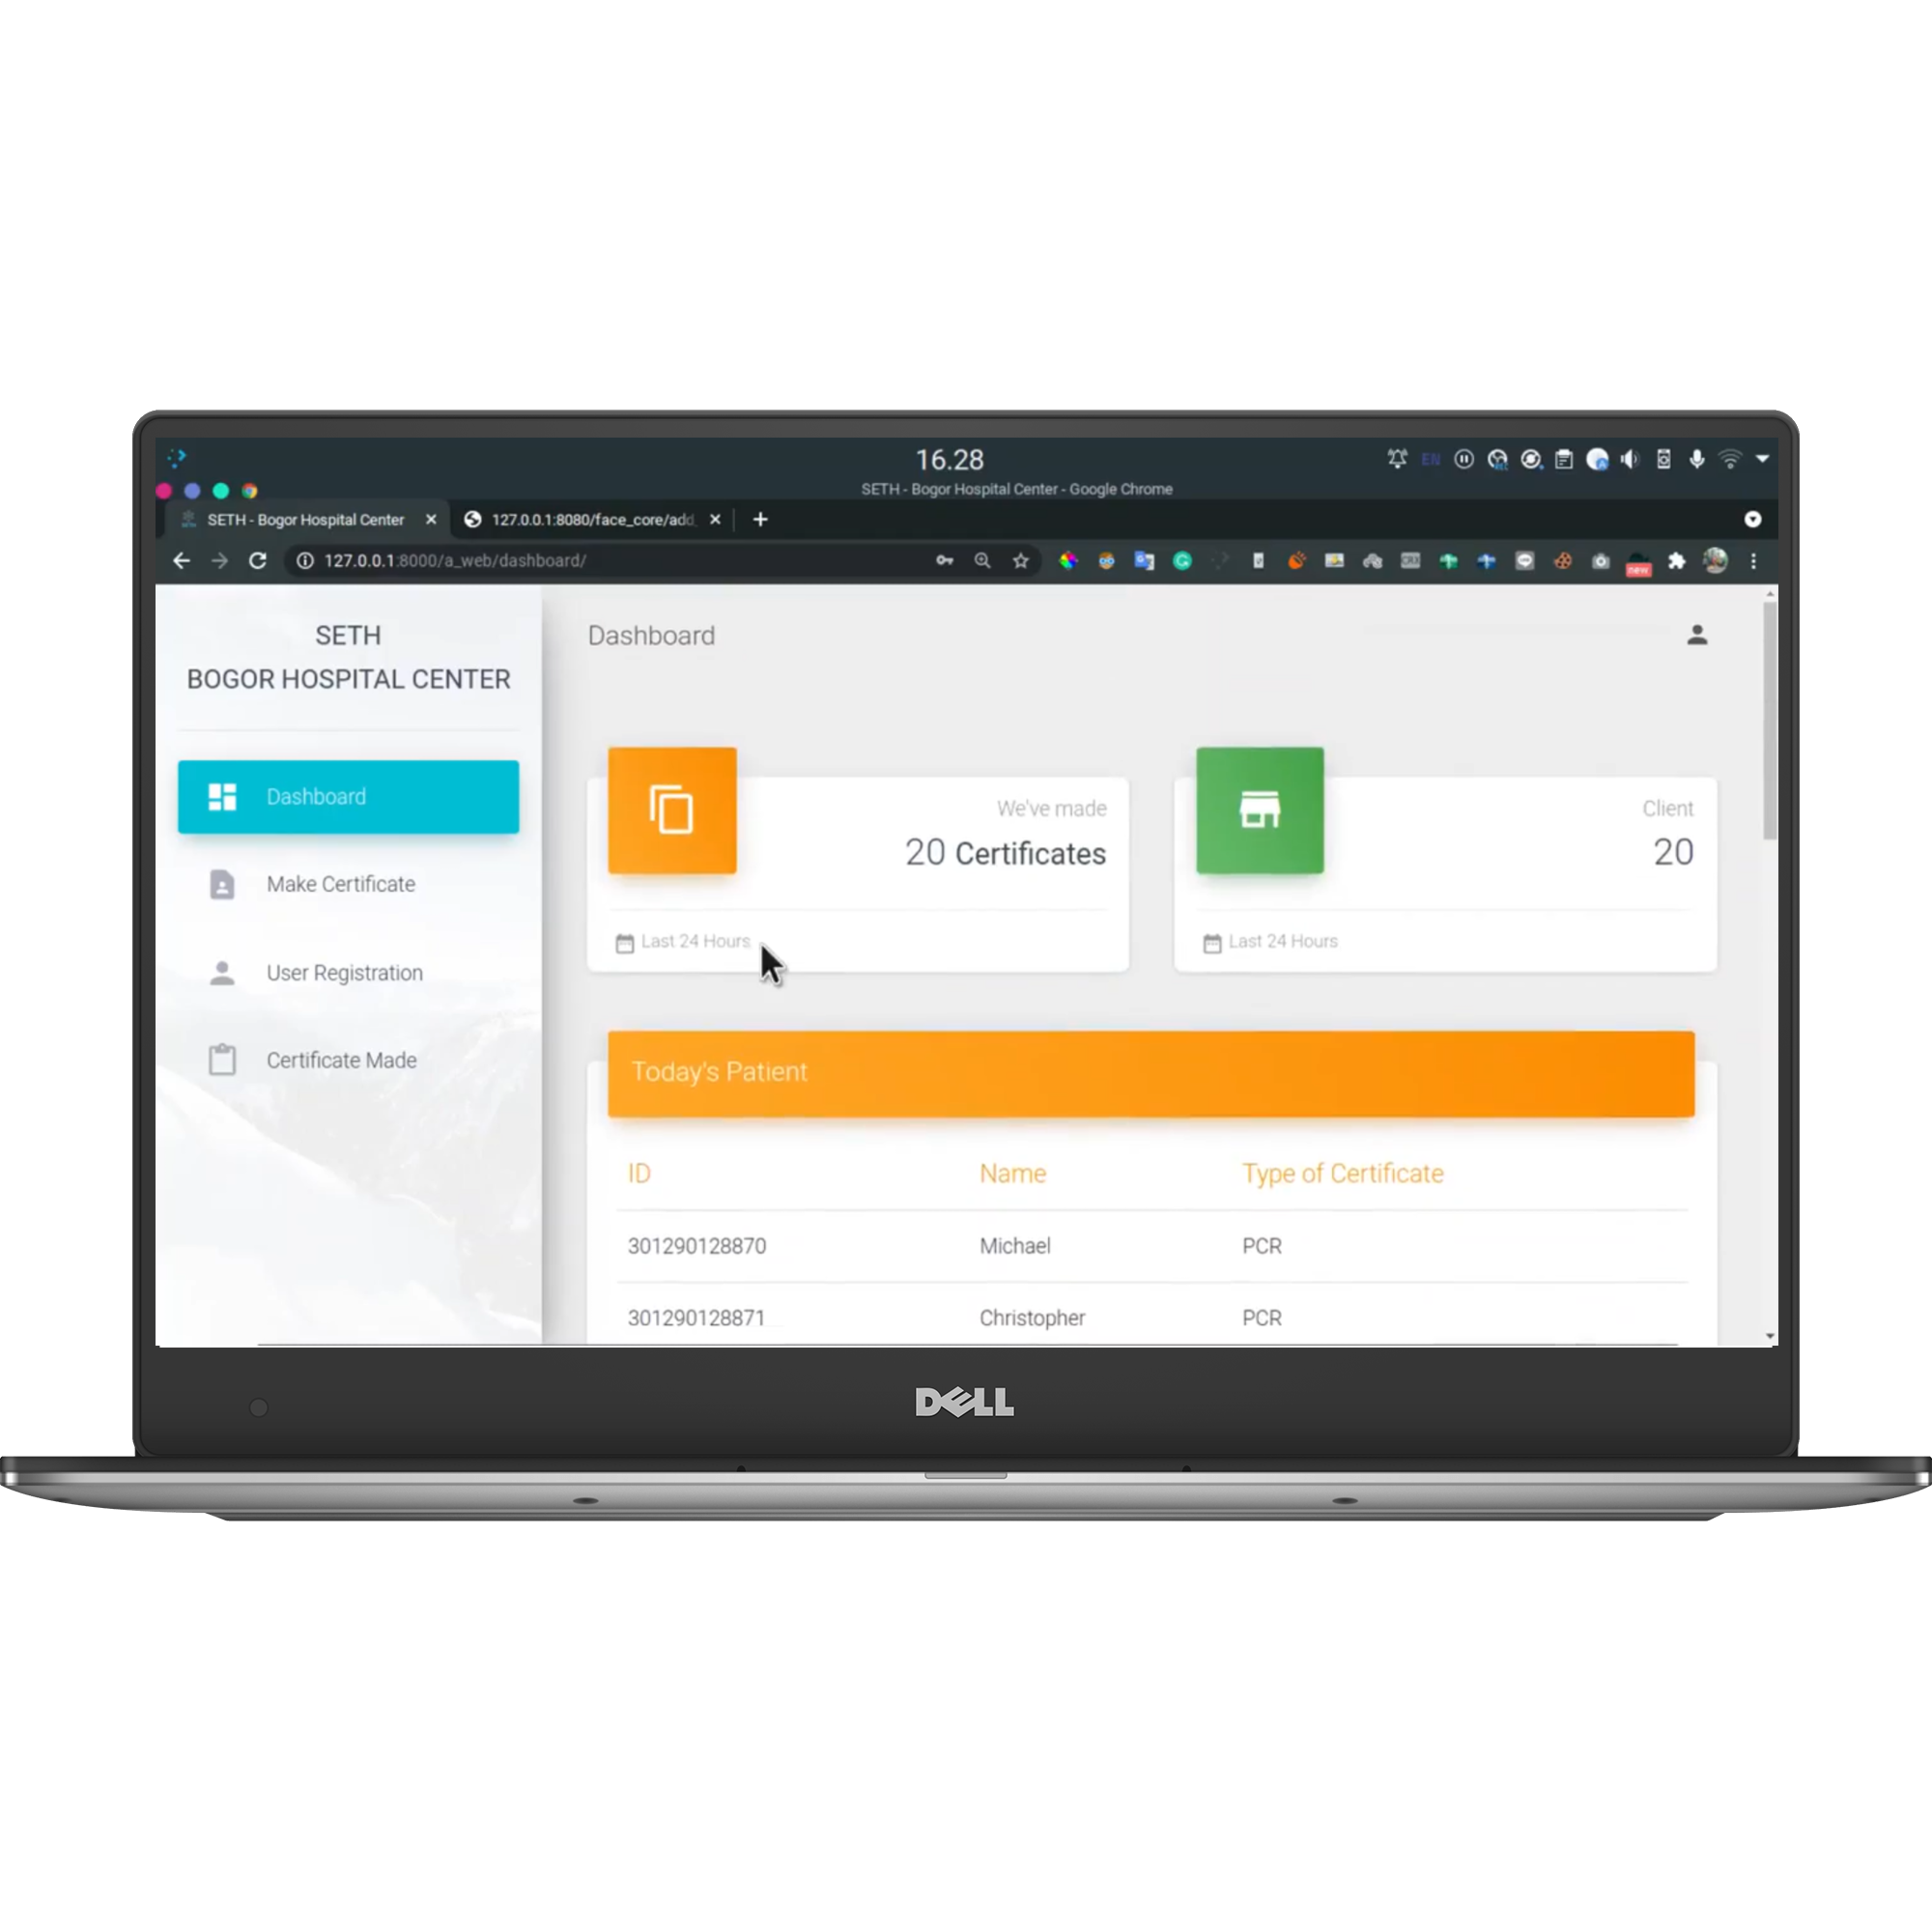 16.28
EN
SETH - Bogor Hospital Center - Google Chrome
SETH - Bogor Hospital Center
127.0.0.1:8080/face_core/add
127.0.0.1:8000/a_web/dashboard/
new
SETH
BOGOR HOSPITAL CENTER
Dashboard
Make Certificate
User Registration
Certificate Made
Dashboard
We've made
20 Certificates
Last 24 Hours
Client
20
Last 24 Hours
Today's Patient
ID Name Type of Certificate
301290128870 Michael PCR
301290128871 Christopher PCR
DELL